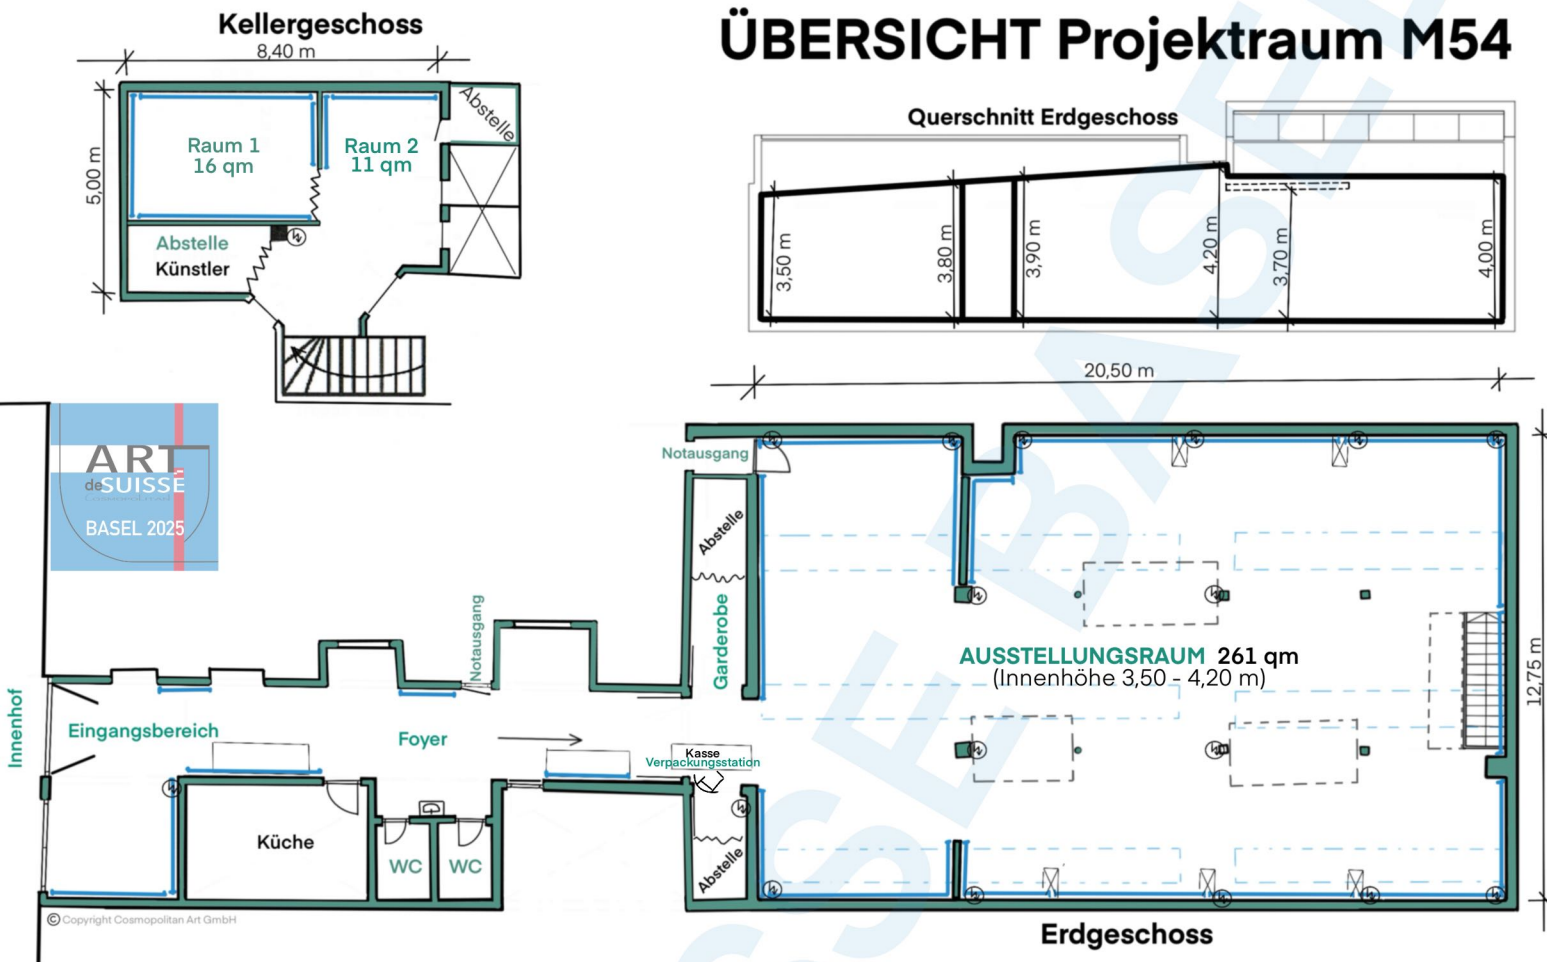 Kellergeschoss
8,40 m
5,00 m
Raum 1
16 qm
Raum 2
11 qm
Abstelle
Abstelle
Künstler
ÜBERSICHT Projektraum M54
Querschnitt Erdgeschoss
3,50 m
3,80 m
3,90 m
4,20 m
3,70 m
4,00 m
20,50 m
12,75 m
ART
deSUISSE
BASEL 2025
Notausgang
Abstelle
Garderobe
Notausgang
Innenhof
Eingangsbereich
Foyer
Kasse
Verpackungsstation
Küche
WC
WC
Abstelle
AUSSTELLUNGSRAUM 261 qm
(Innenhöhe 3,50 - 4,20 m)
Erdgeschoss
© Copyright Cosmopolitan Art GmbH
SSE BASEL